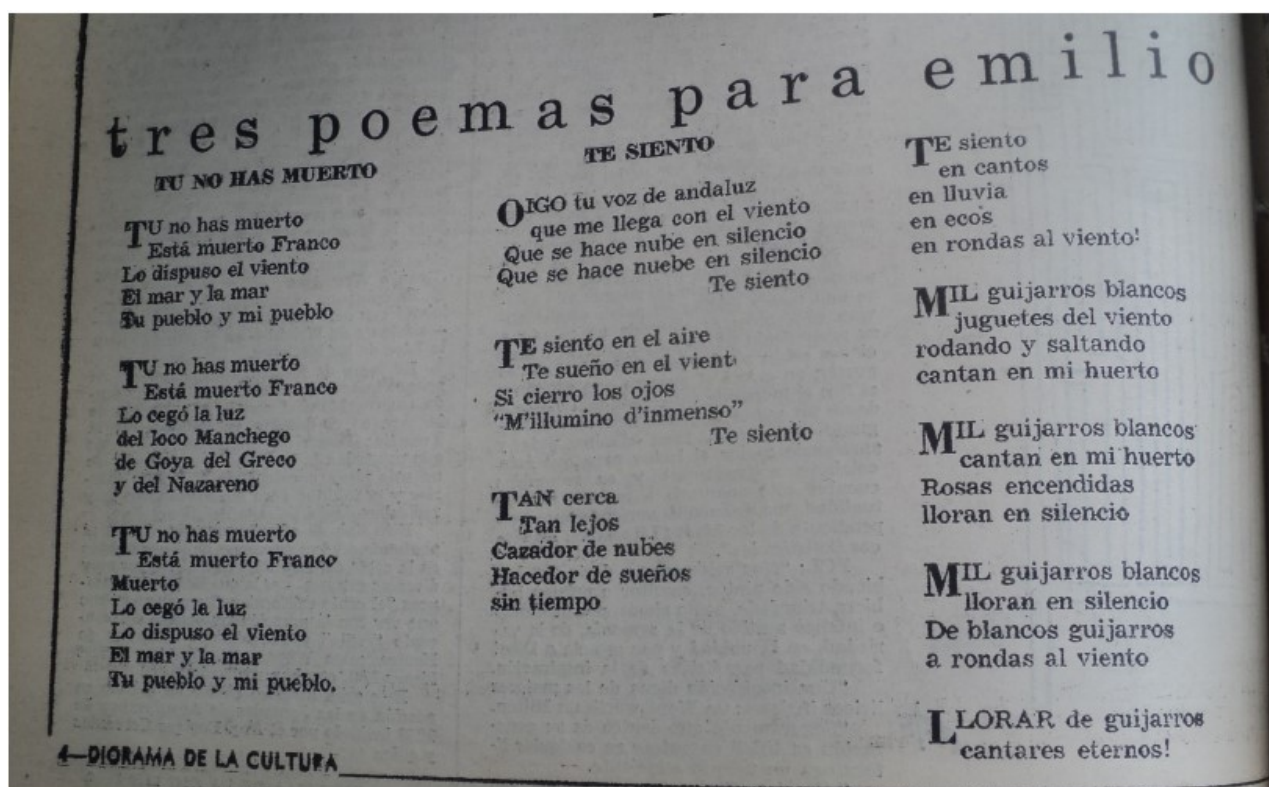 tres poemas para emilio
TU NO HAS MUERTO
TU no has muerto
Está muerto Franco
Lo dispuso el viento
El mar y la mar
Tu pueblo y mi pueblo
TU no has muerto
Está muerto Franco
Lo cegó la luz
del loco Manchego
de Goya del Greco
y del Nazareno
TU no has muerto
Está muerto Franco
Muerto
Lo cegó la luz
Lo dispuso el viento
El mar y la mar
Tu pueblo y mi pueblo.
TE SIENTO
OIGO tu voz de andaluz
que me llega con el viento
Que se hace nube en silencio
Que se hace nuebe en silencio
Te siento
TE siento en el aire
Te sueño en el vient
Si cierro los ojos
"M'illumino d'inmenso"
Te siento
TAN cerca
Tan lejos
Cazador de nubes
Hacedor de sueños
sin tiempo
TE siento
en cantos
en lluvia
en ecos
en rondas al viento!
MIL guijarros blancos
juguetes del viento
rodando y saltando
cantan en mi huerto
MIL guijarros blancos
cantan en mi huerto
Rosas encendidas
lloran en silencio
MIL guijarros blancos
lloran en silencio
De blancos guijarros
a rondas al viento
LLORAR de guijarros
cantares eternos!
4—DIORAMA DE LA CULTURA